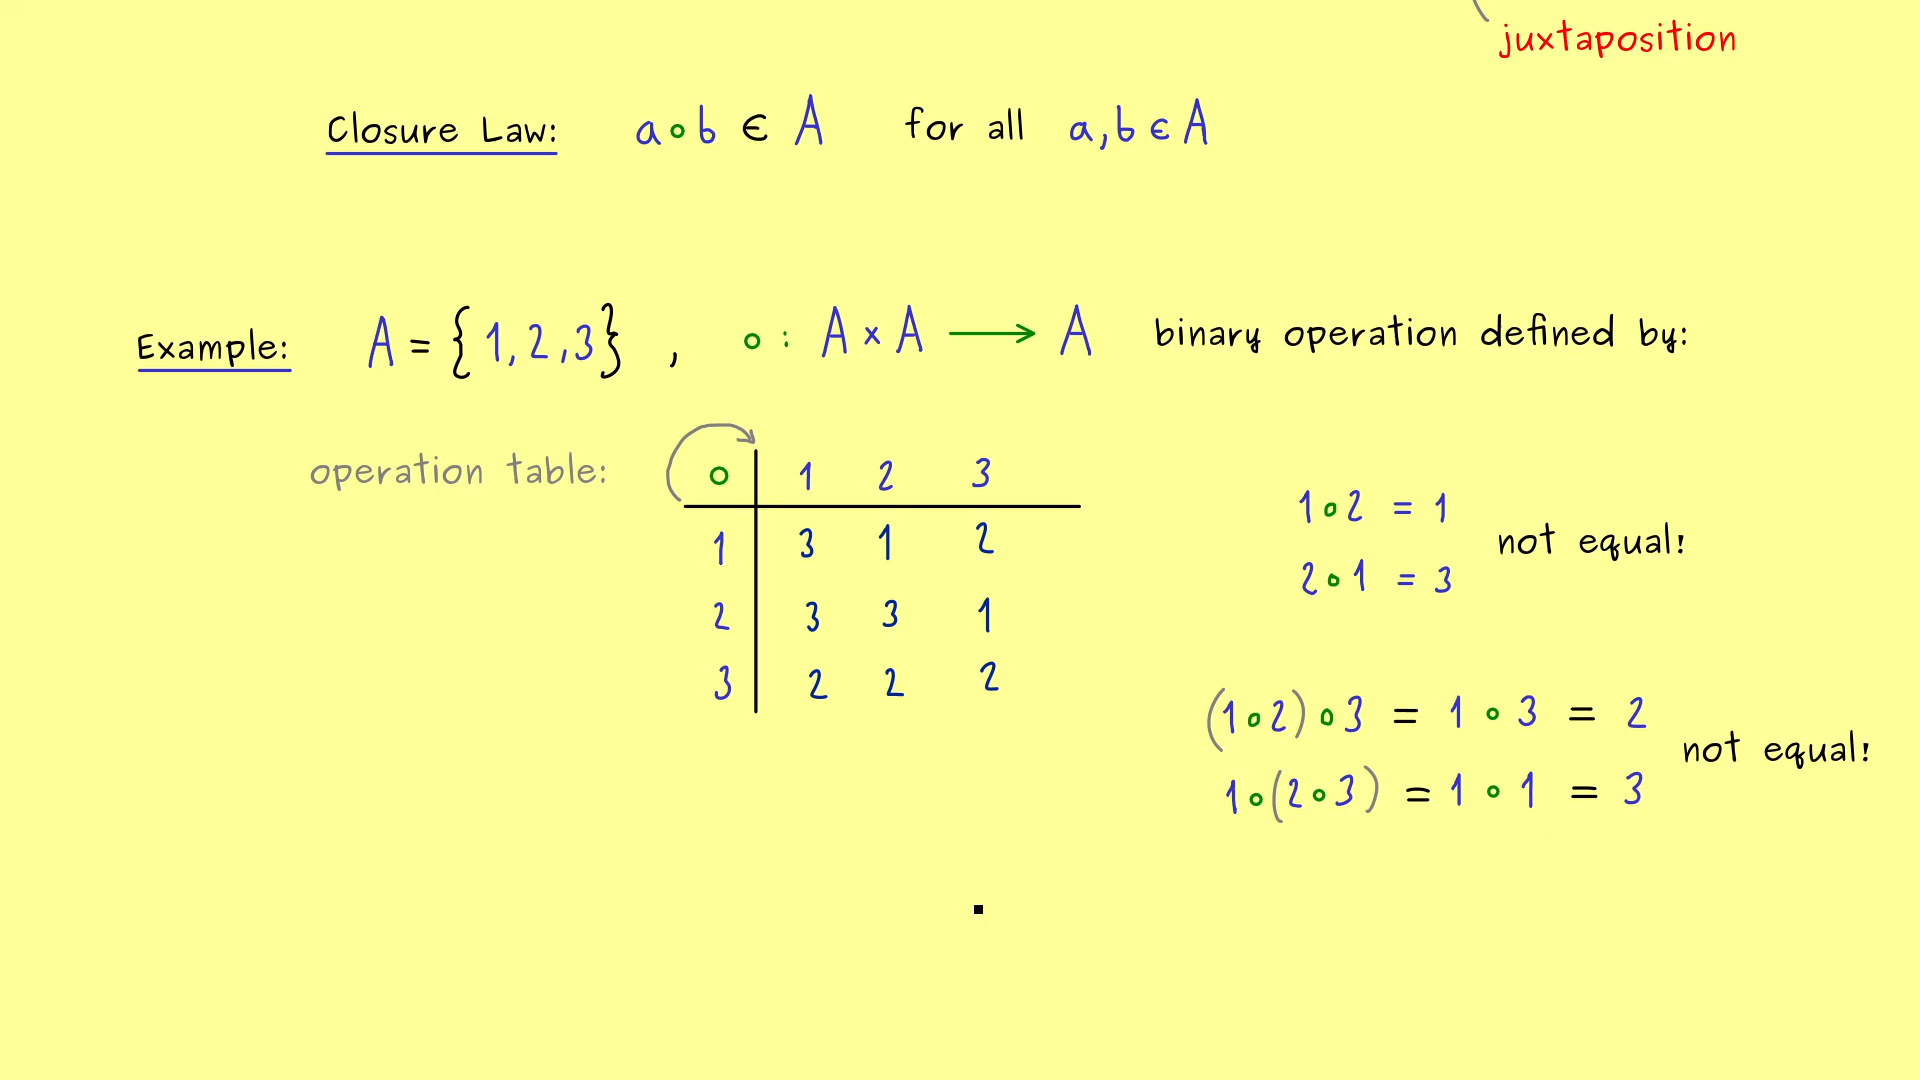 juxtaposition
Closure Law: a∘b ∈ A for all a,b ∈ A
Example: A = {1,2,3} , ∘ : A × A ⟶ A binary operation defined by:
operation table:
∘ 1 2 3
1 3 1 2
2 3 3 1
3 2 2 2
1∘2 = 1
2∘1 = 3
not equal!
(1∘2)∘3 = 1 ∘ 3 = 2
1∘(2∘3) = 1 ∘ 1 = 3
not equal!